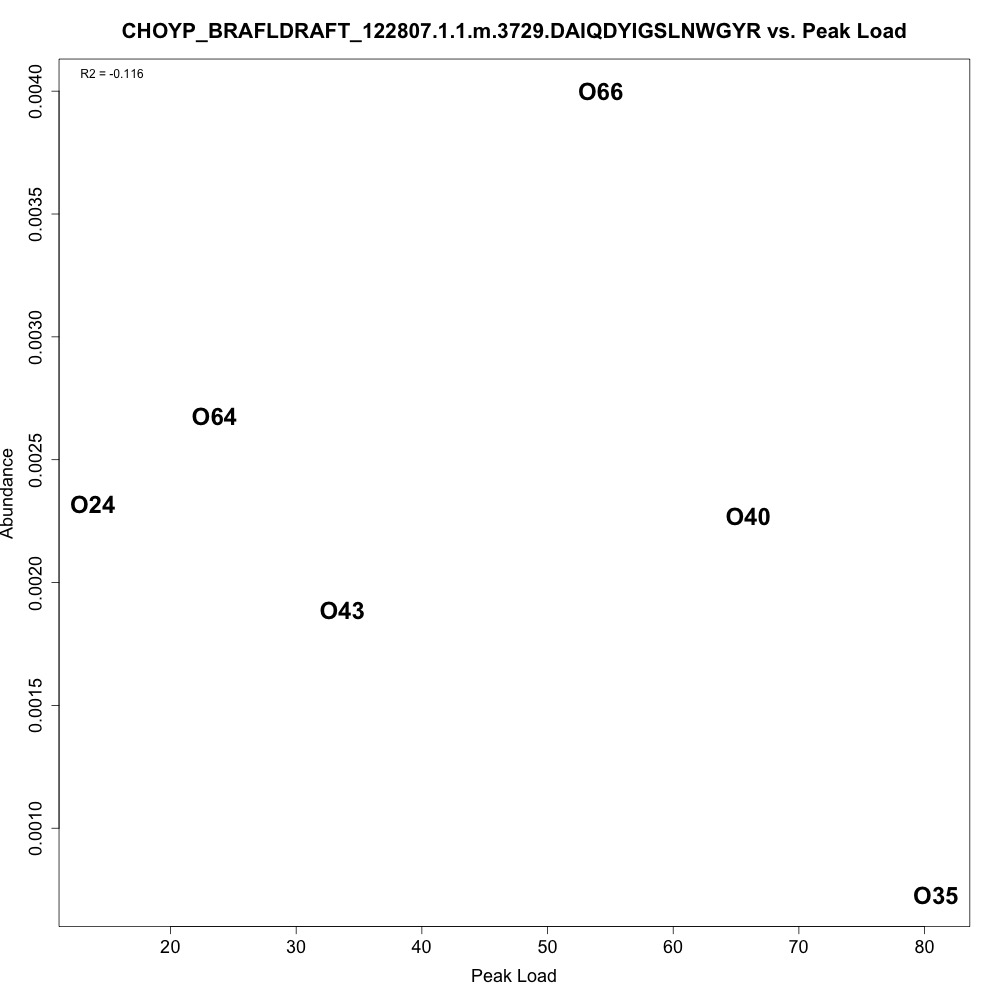 CHOYP_BRAFLDRAFT_122807.1.1.m.3729.DAIQDYIGSLNWGYR vs. Peak Load
R2 = -0.116
0.0040
0.0035
0.0030
0.0025
0.0020
0.0015
0.0010
Abundance
O66
O64
O24
O40
O43
O35
20 30 40 50 60 70 80
Peak Load